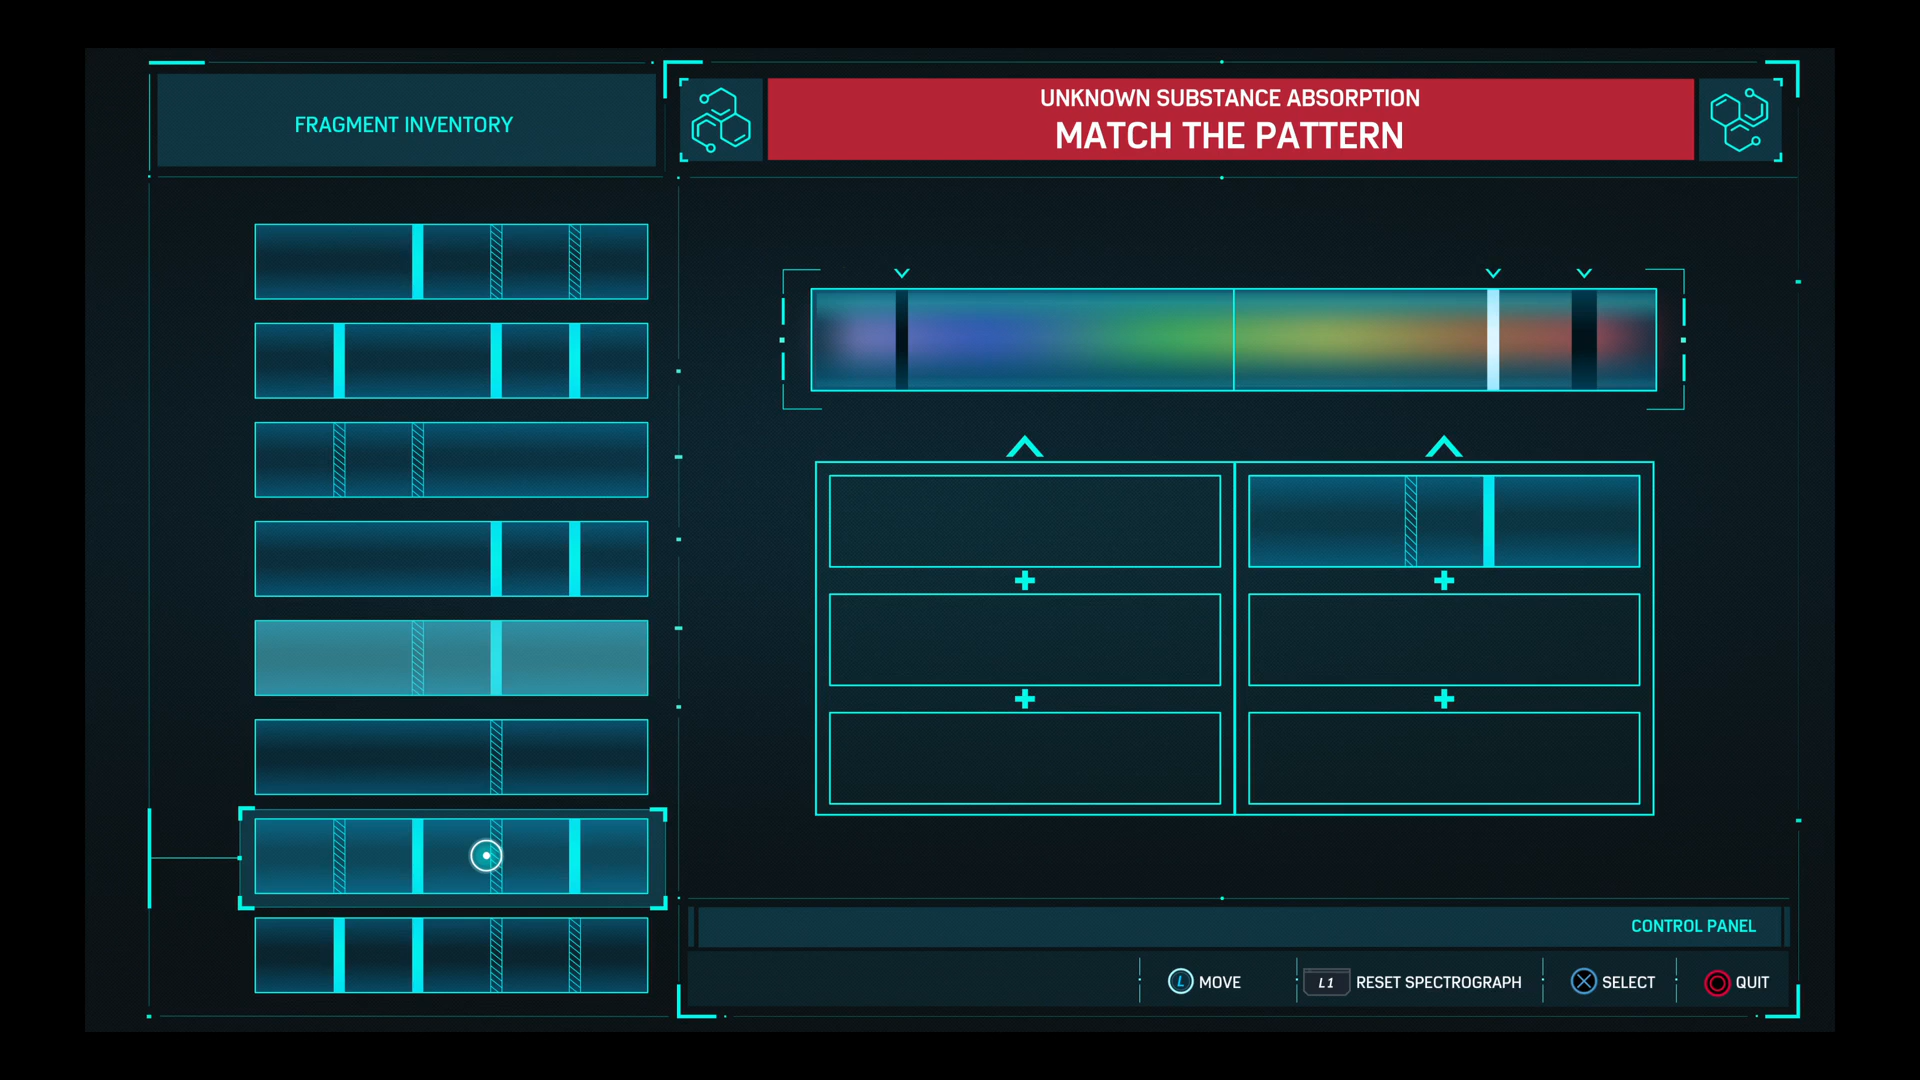 FRAGMENT INVENTORY
UNKNOWN SUBSTANCE ABSORPTION
MATCH THE PATTERN
CONTROL PANEL
L MOVE
L1 RESET SPECTROGRAPH
SELECT
QUIT